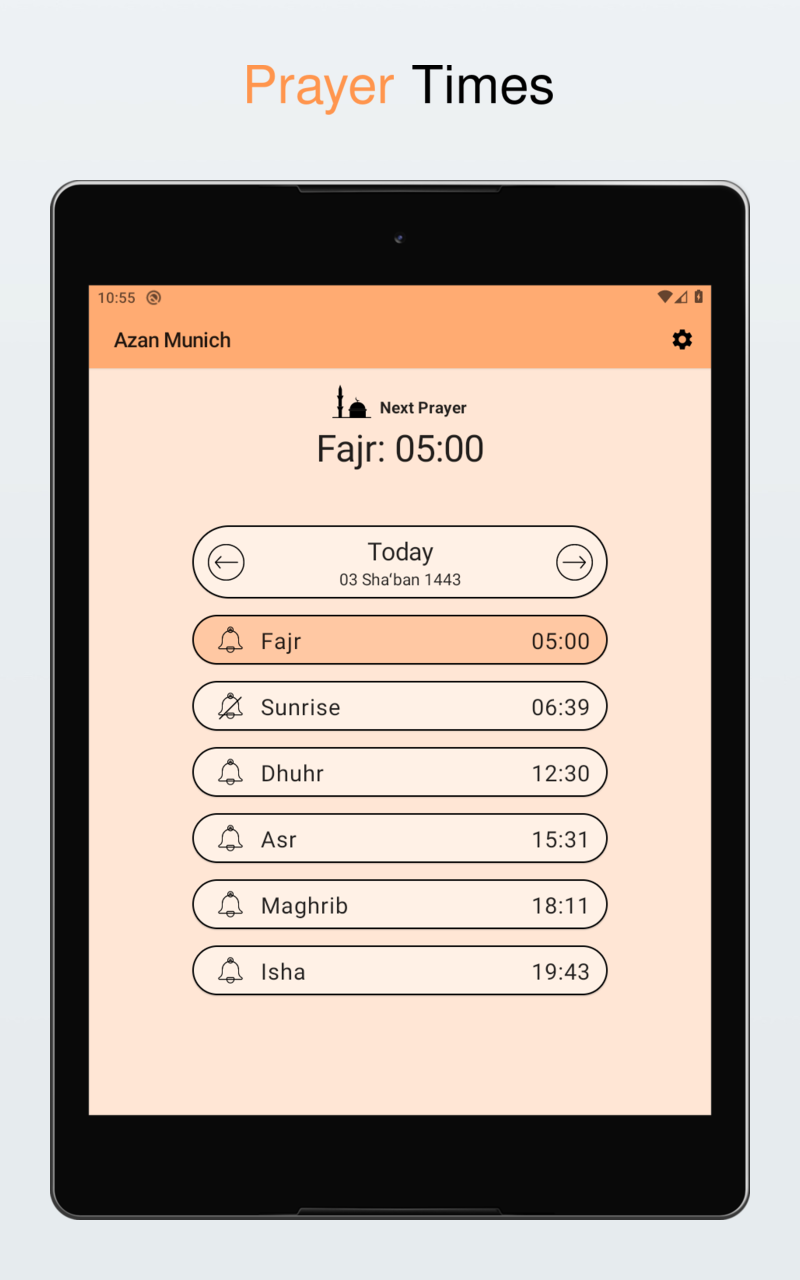 Prayer Times
10:55
Azan Munich
Next Prayer
Fajr: 05:00
Today
03 Sha‘ban 1443
Fajr 05:00
Sunrise 06:39
Dhuhr 12:30
Asr 15:31
Maghrib 18:11
Isha 19:43